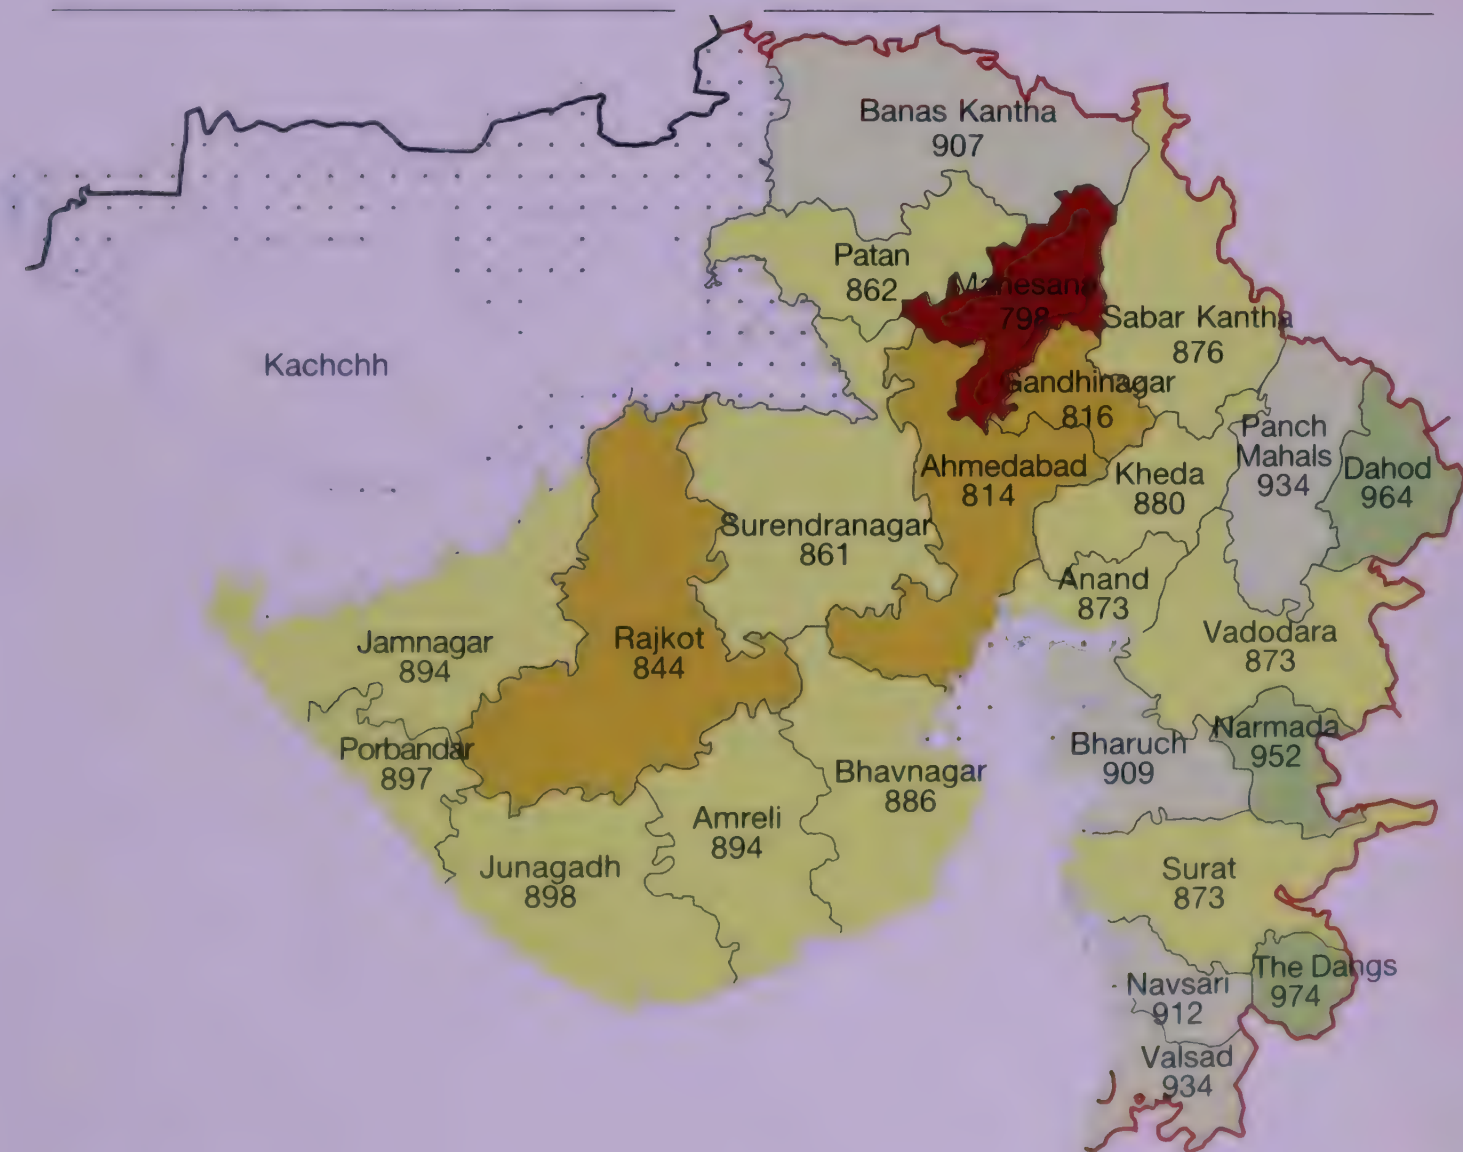 Banas Kantha
907
Patan
862
Mahesana
798
Sabar Kantha
876
Kachchh
Gandhinagar
816
Panch
Mahals
934
Dahod
964
Ahmedabad
814
Kheda
880
Surendranagar
861
Anand
873
Jamnagar
894
Rajkot
844
Vadodara
873
Porbandar
897
Bharuch
909
Narmada
952
Bhavnagar
886
Amreli
894
Junagadh
898
Surat
873
The Dangs
974
Navsari
912
Valsad
934